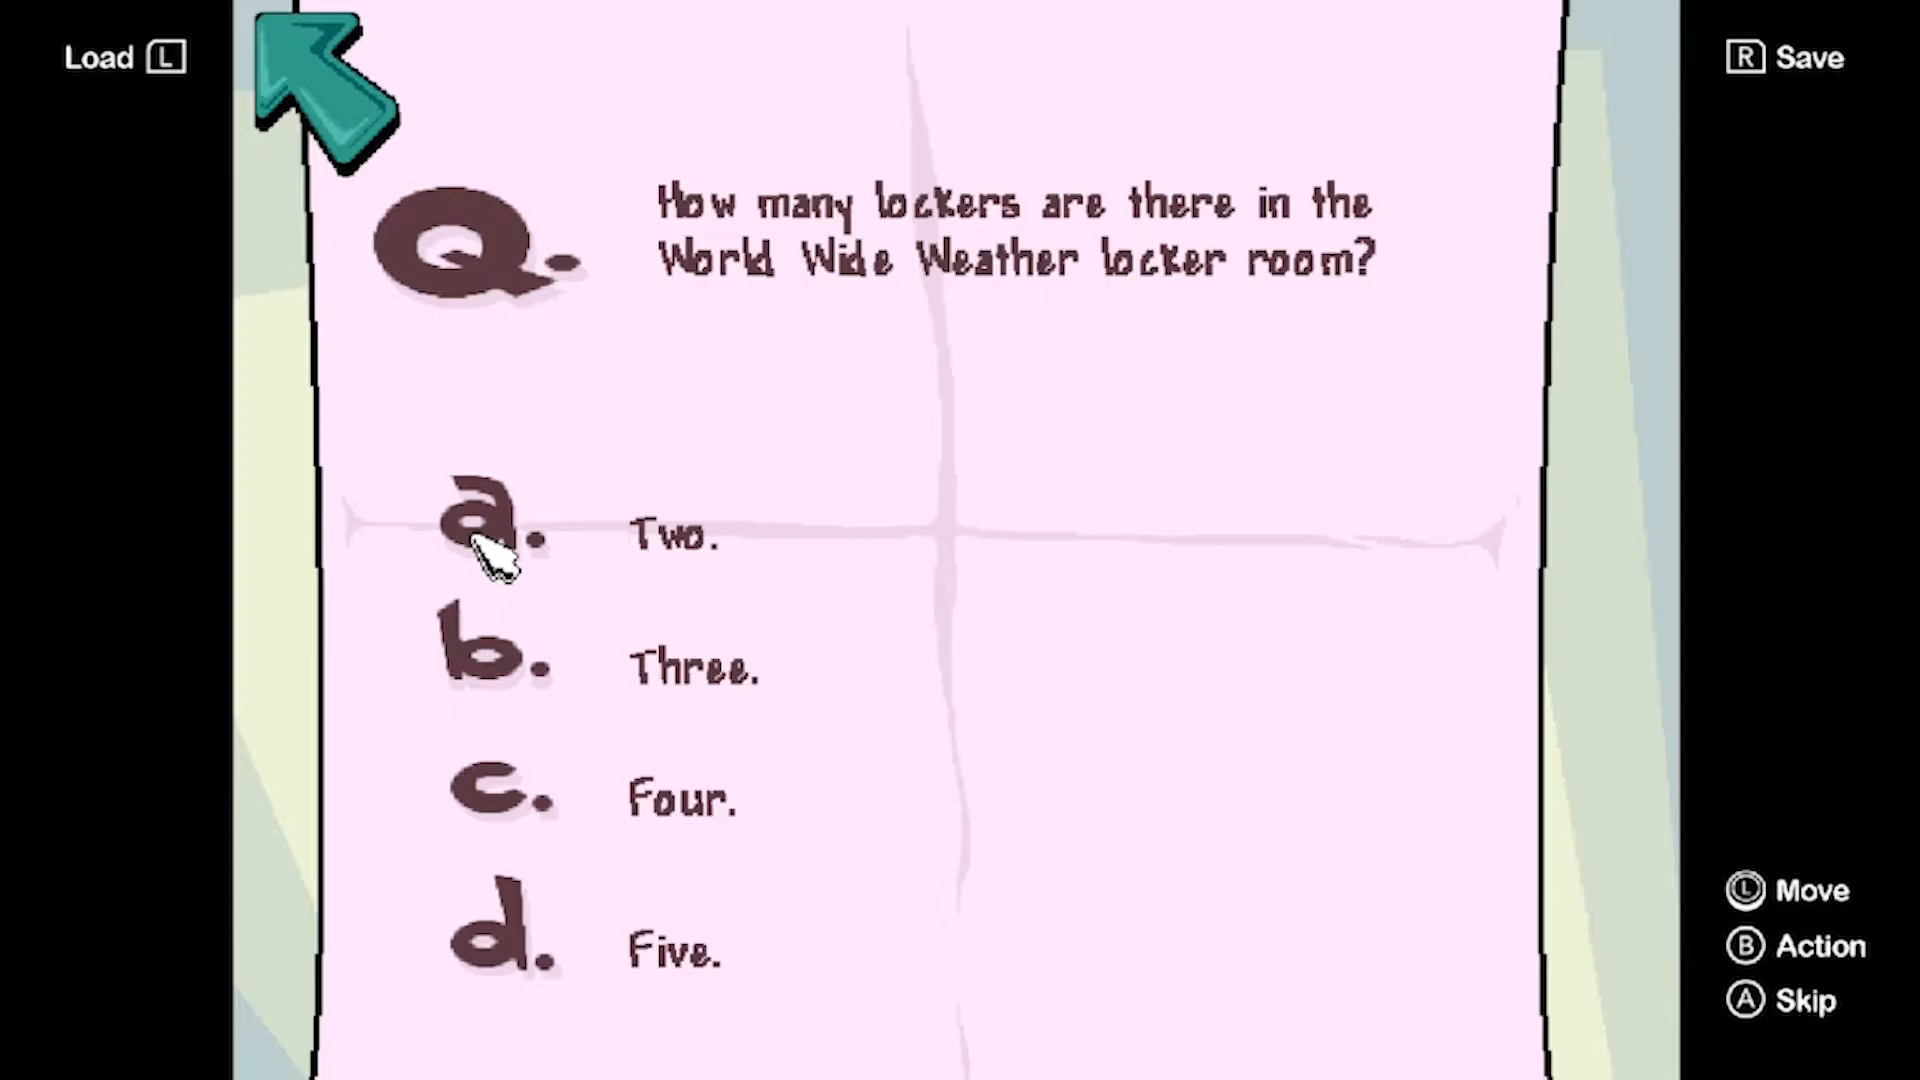 Load L
R Save
Q. How many lockers are there in the
World Wide Weather locker room?
a. Two.
b. Three.
c. Four.
d. Five.
L Move
B Action
A Skip